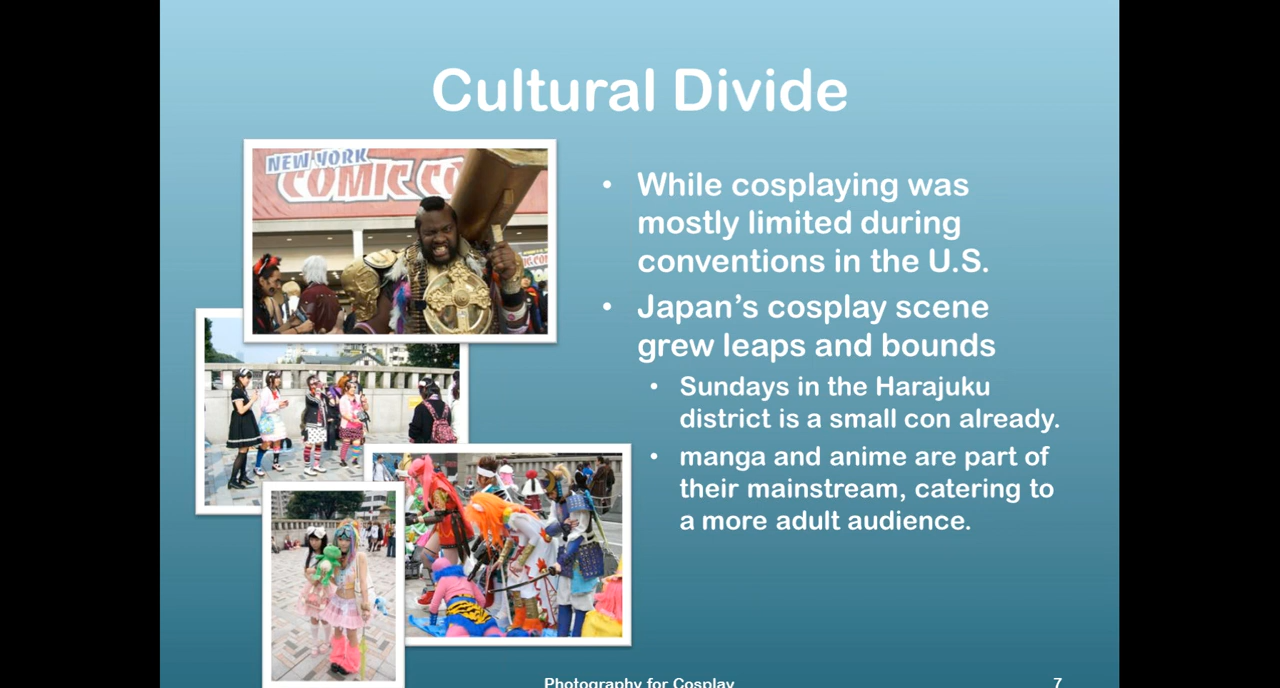 Cultural Divide
NEW YORK
COMIC CO
• While cosplaying was
mostly limited during
conventions in the U.S.
• Japan’s cosplay scene
grew leaps and bounds
• Sundays in the Harajuku
district is a small con already.
• manga and anime are part of
their mainstream, catering to
a more adult audience.
Photography for Cosplay
7